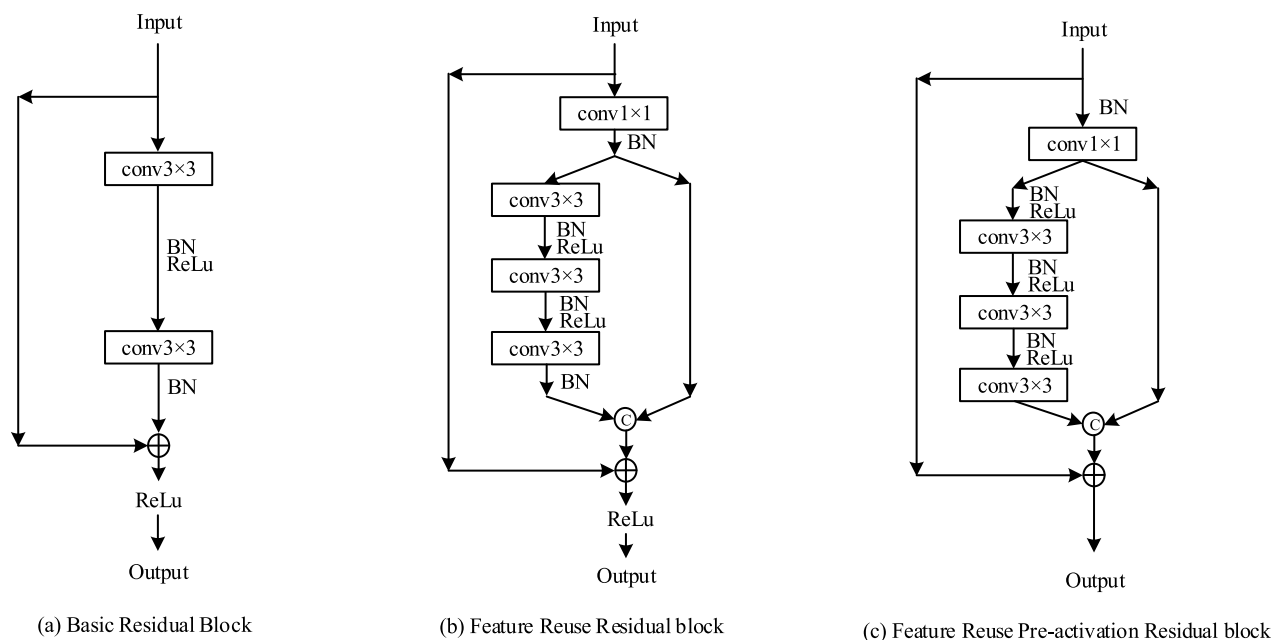 Input
conv3×3
BN
ReLu
conv3×3
BN
ReLu
Output
(a) Basic Residual Block
Input
conv1×1
BN
conv3×3
BN
ReLu
conv3×3
BN
ReLu
conv3×3
BN
C
ReLu
Output
(b) Feature Reuse Residual block
Input
BN
conv1×1
BN
ReLu
conv3×3
BN
ReLu
conv3×3
BN
ReLu
conv3×3
C
Output
(c) Feature Reuse Pre-activation Residual block